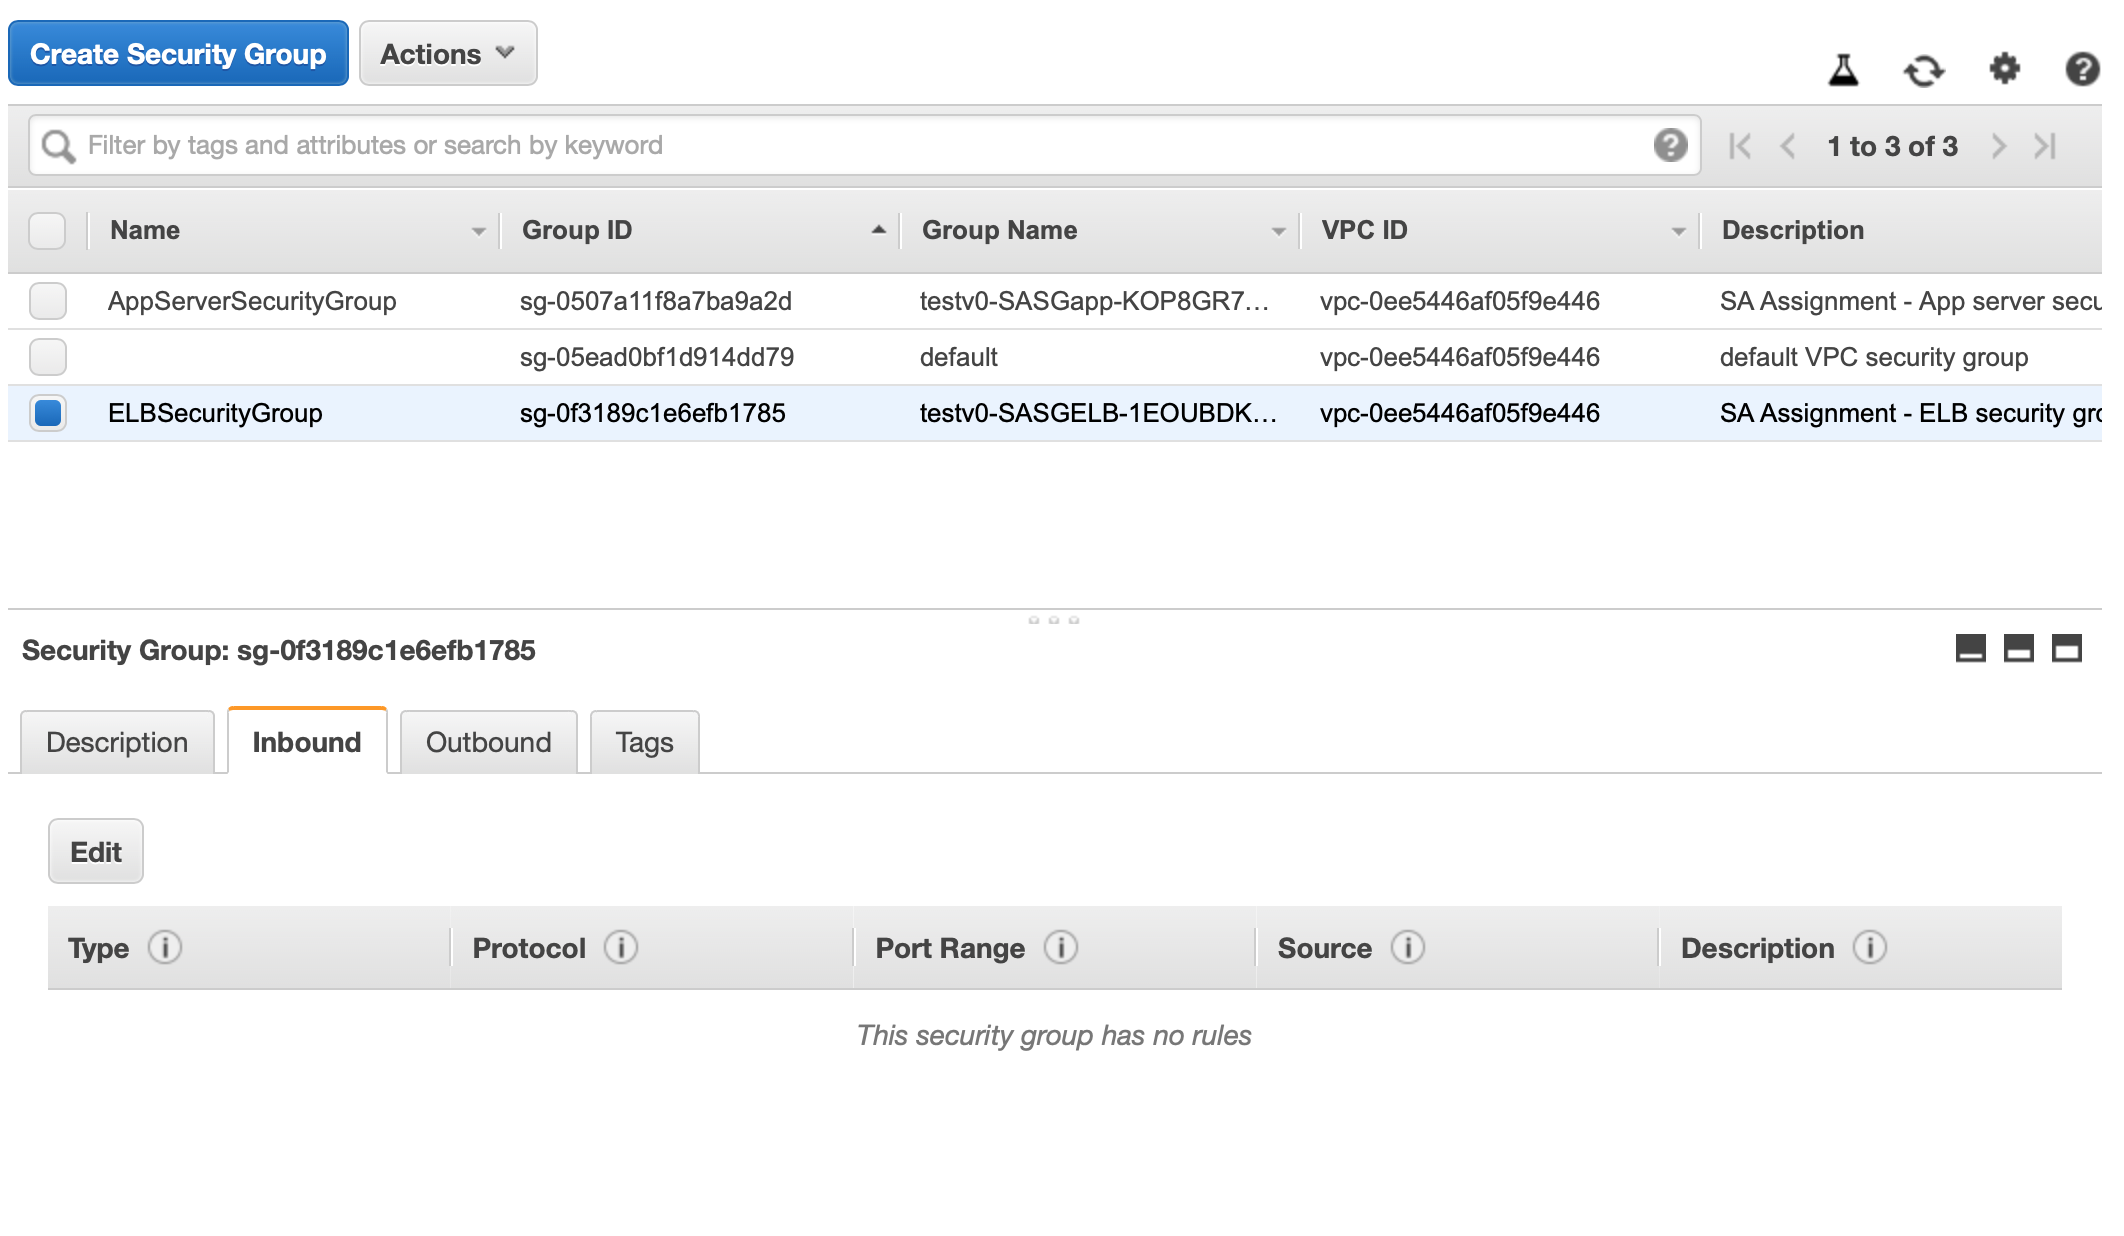 Create Security Group Actions
Filter by tags and attributes or search by keyword ? 1 to 3 of 3
Name Group ID Group Name VPC ID Description
AppServerSecurityGroup sg-0507a11f8a7ba9a2d testv0-SASGapp-KOP8GR7... vpc-0ee5446af05f9e446 SA Assignment - App server secu
sg-05ead0bf1d914dd79 default vpc-0ee5446af05f9e446 default VPC security group
ELBSecurityGroup sg-0f3189c1e6efb1785 testv0-SASGELB-1EOUBDK... vpc-0ee5446af05f9e446 SA Assignment - ELB security gro
Security Group: sg-0f3189c1e6efb1785
Description Inbound Outbound Tags
Edit
Type Protocol Port Range Source Description
This security group has no rules